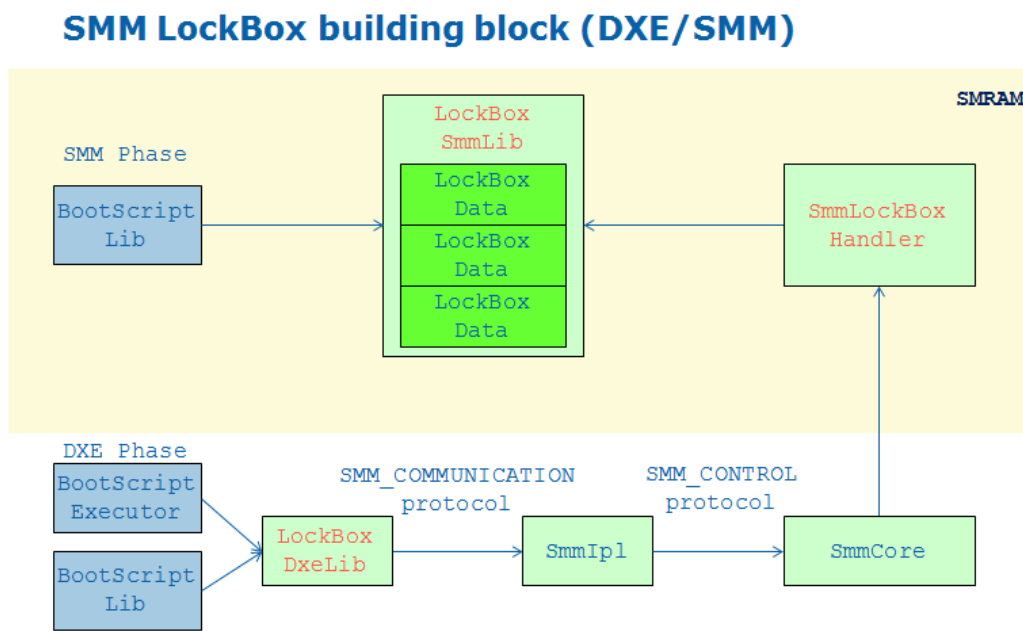 SMM LockBox building block (DXE/SMM)
SMRAM
LockBox
SmmLib
SMM Phase
BootScript
Lib
LockBox
Data
LockBox
Data
LockBox
Data
SmmLockBox
Handler
DXE Phase
BootScript
Executor
BootScript
Lib
LockBox
DxeLib
SMM_COMMUNICATION
protocol
SmmIpl
SMM_CONTROL
protocol
SmmCore